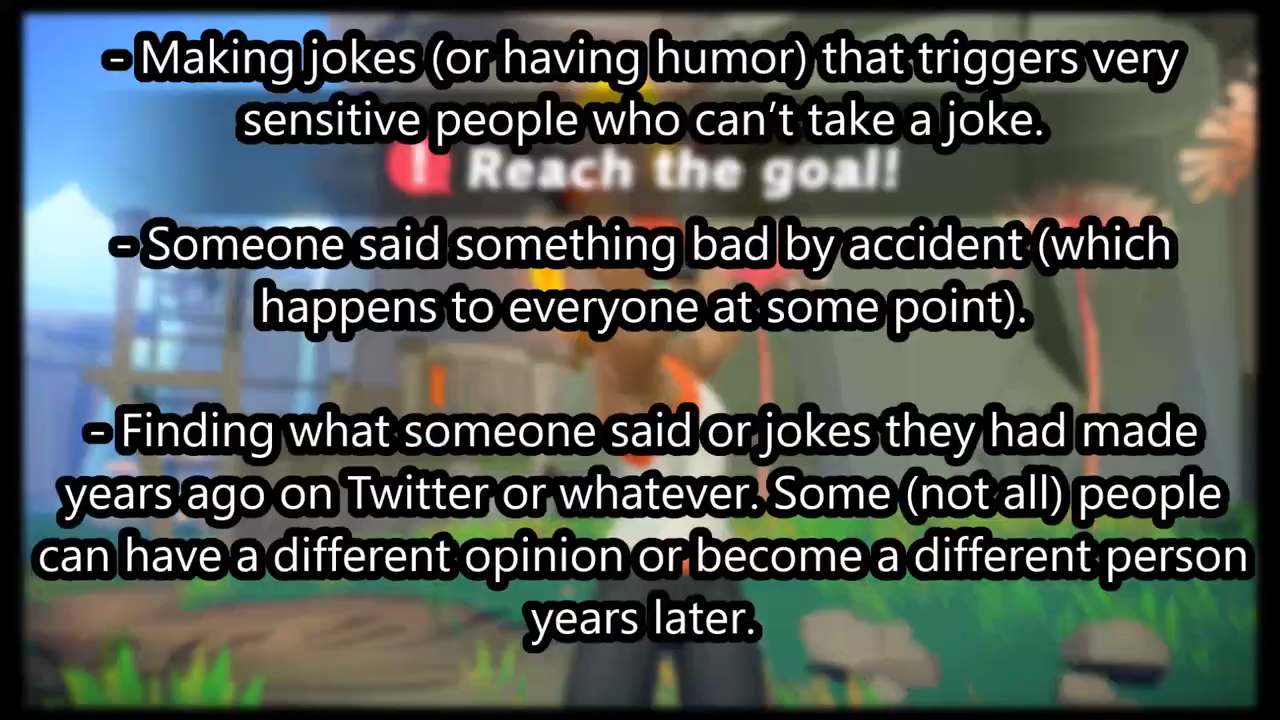 - Making jokes (or having humor) that triggers very
sensitive people who can't take a joke.
! Reach the goal!
- Someone said something bad by accident (which
happens to everyone at some point).
- Finding what someone said or jokes they had made
years ago on Twitter or whatever. Some (not all) people
can have a different opinion or become a different person
years later.